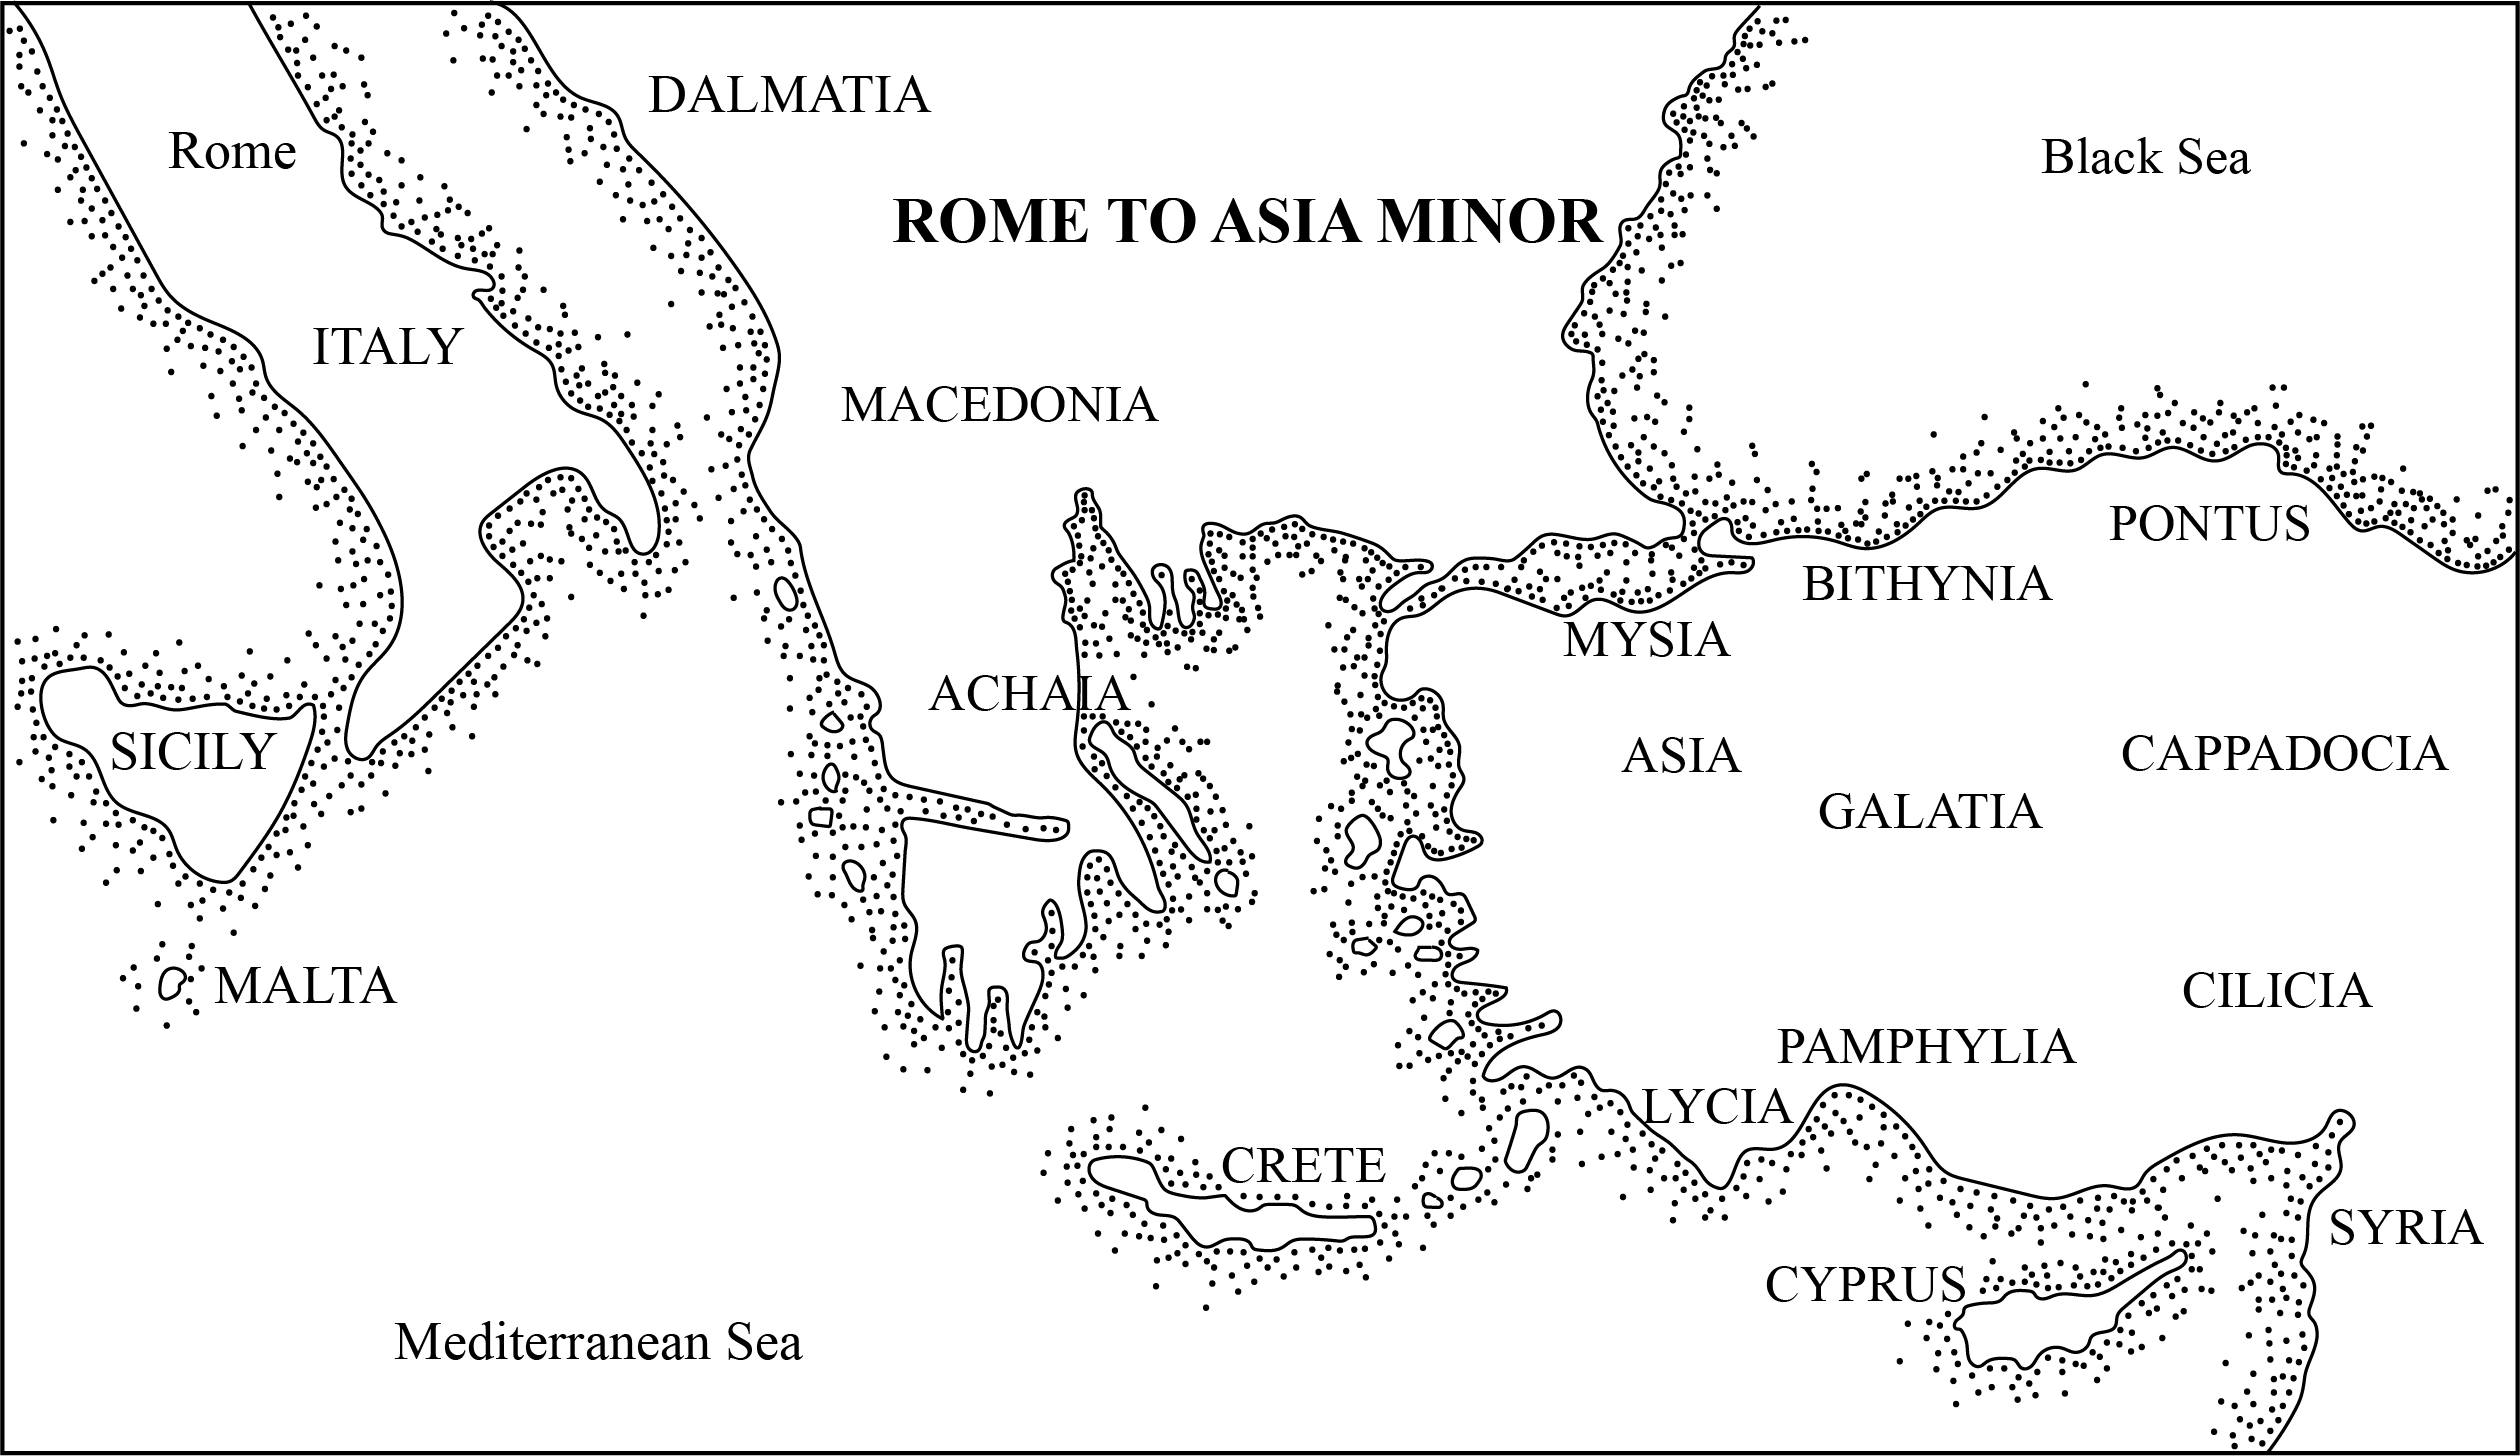 DALMATIA
Rome
Black Sea
ROME TO ASIA MINOR
ITALY
MACEDONIA
PONTUS
BITHYNIA
MYSIA
ACHAIA
SICILY
ASIA
CAPPADOCIA
GALATIA
MALTA
CILICIA
PAMPHYLIA
LYCIA
CRETE
SYRIA
CYPRUS
Mediterranean Sea